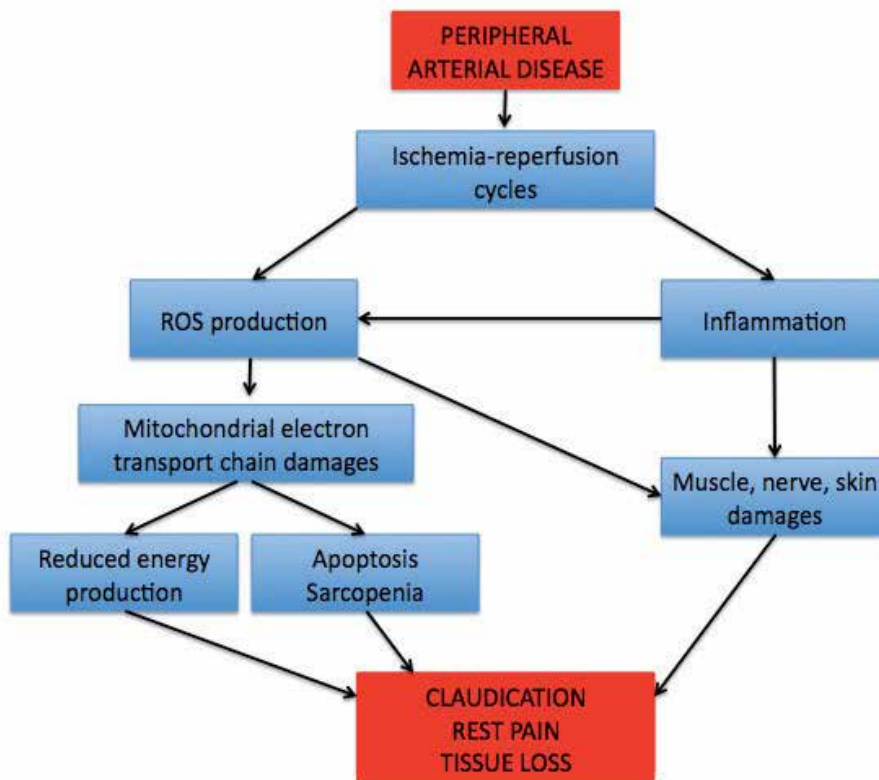 PERIPHERAL
ARTERIAL DISEASE
Ischemia-reperfusion
cycles
ROS production
Inflammation
Mitochondrial electron
transport chain damages
Muscle, nerve, skin
damages
Reduced energy
production
Apoptosis
Sarcopenia
CLAUDICATION
REST PAIN
TISSUE LOSS